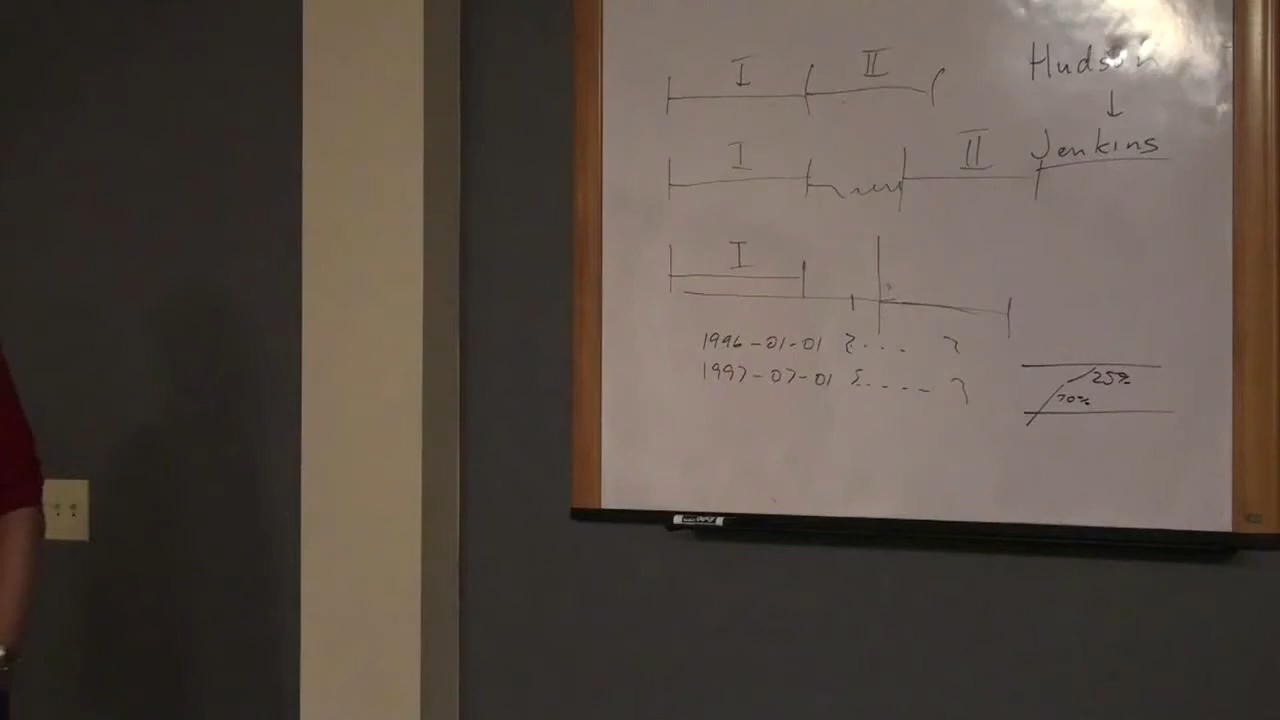 I II Hudson
↓
I II Jenkins
I
1996-01-01 {... }
1997-07-01 {..... }
25%
70%